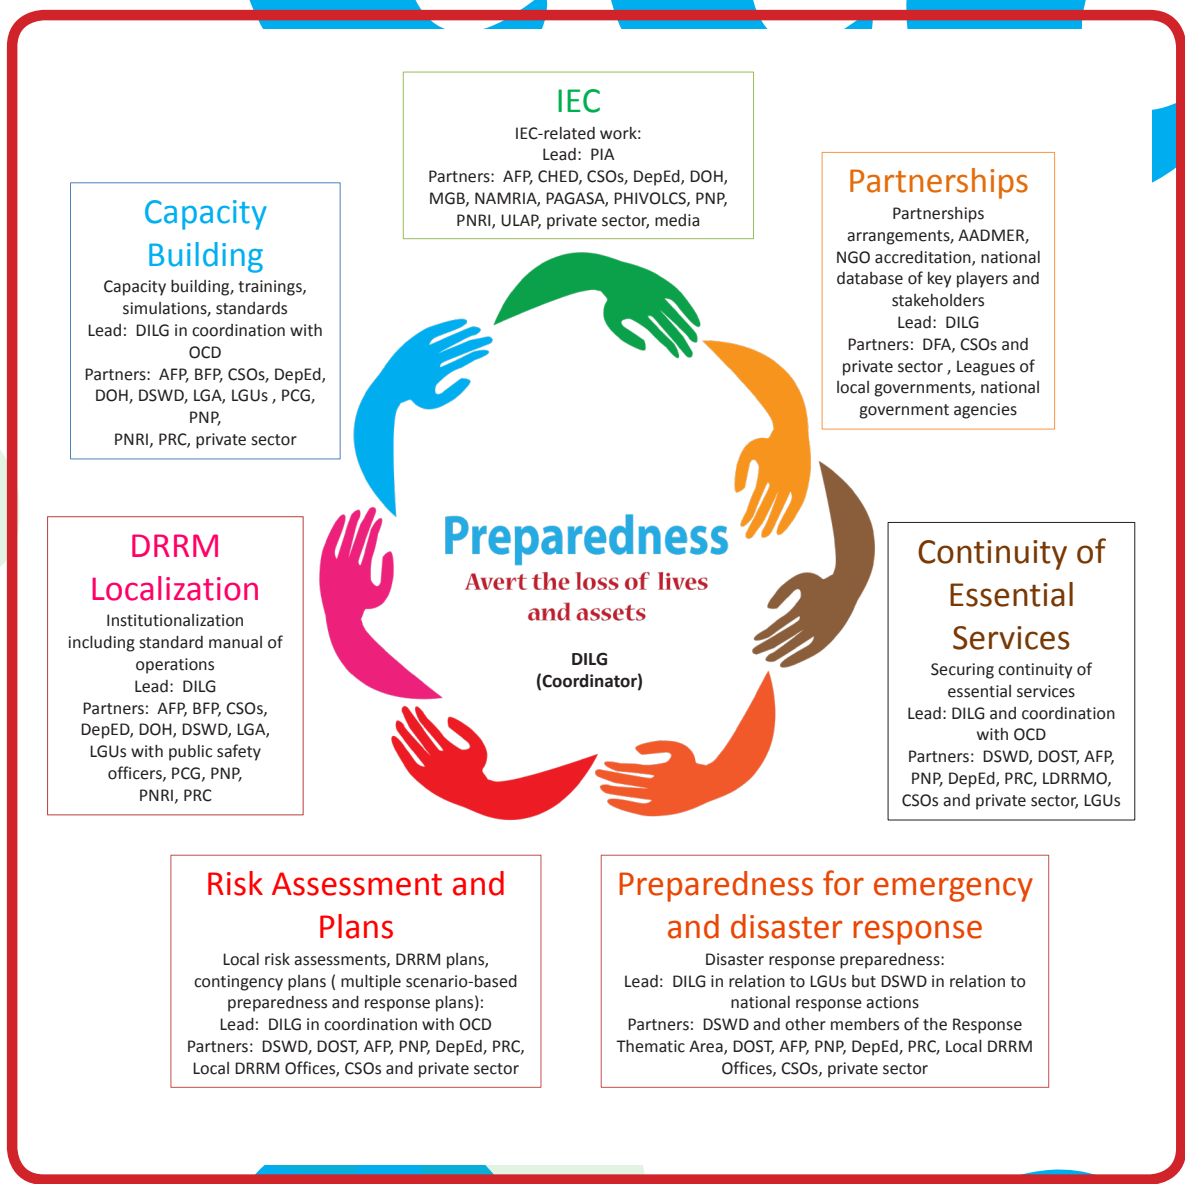 IEC
IEC-related work:
Lead:  PIA
Partners:  AFP, CHED, CSOs, DepEd, DOH,
MGB, NAMRIA, PAGASA, PHIVOLCS, PNP,
PNRI, ULAP, private sector, media
Partnerships
Partnerships
arrangements, AADMER,
NGO accreditation, national
database of key players and
stakeholders
Lead:  DILG
Partners:  DFA, CSOs and
private sector , Leagues of
local governments, national
government agencies
Capacity
Building
Capacity building, trainings,
simulations, standards
Lead:  DILG in coordination with
OCD
Partners:  AFP, BFP, CSOs, DepEd,
DOH, DSWD, LGA, LGUs , PCG,
PNP,
PNRI, PRC, private sector
Preparedness
Avert the loss of lives
and assets
DILG
(Coordinator)
DRRM
Localization
Institutionalization
including standard manual of
operations
Lead:  DILG
Partners:  AFP, BFP, CSOs,
DepED, DOH, DSWD, LGA,
LGUs with public safety
officers, PCG, PNP,
PNRI, PRC
Continuity of
Essential
Services
Securing continuity of
essential services
Lead: DILG and coordination
with OCD
Partners:  DSWD, DOST, AFP,
PNP, DepEd, PRC, LDRRMO,
CSOs and private sector, LGUs
Risk Assessment and
Plans
Local risk assessments, DRRM plans,
contingency plans ( multiple scenario-based
preparedness and response plans):
Lead:  DILG in coordination with OCD
Partners:  DSWD, DOST, AFP, PNP, DepEd, PRC,
Local DRRM Offices, CSOs and private sector
Preparedness for emergency
and disaster response
Disaster response preparedness:
Lead:  DILG in relation to LGUs but DSWD in relation to
national response actions
Partners:  DSWD and other members of the Response
Thematic Area, DOST, AFP, PNP, DepEd, PRC, Local DRRM
Offices, CSOs, private sector